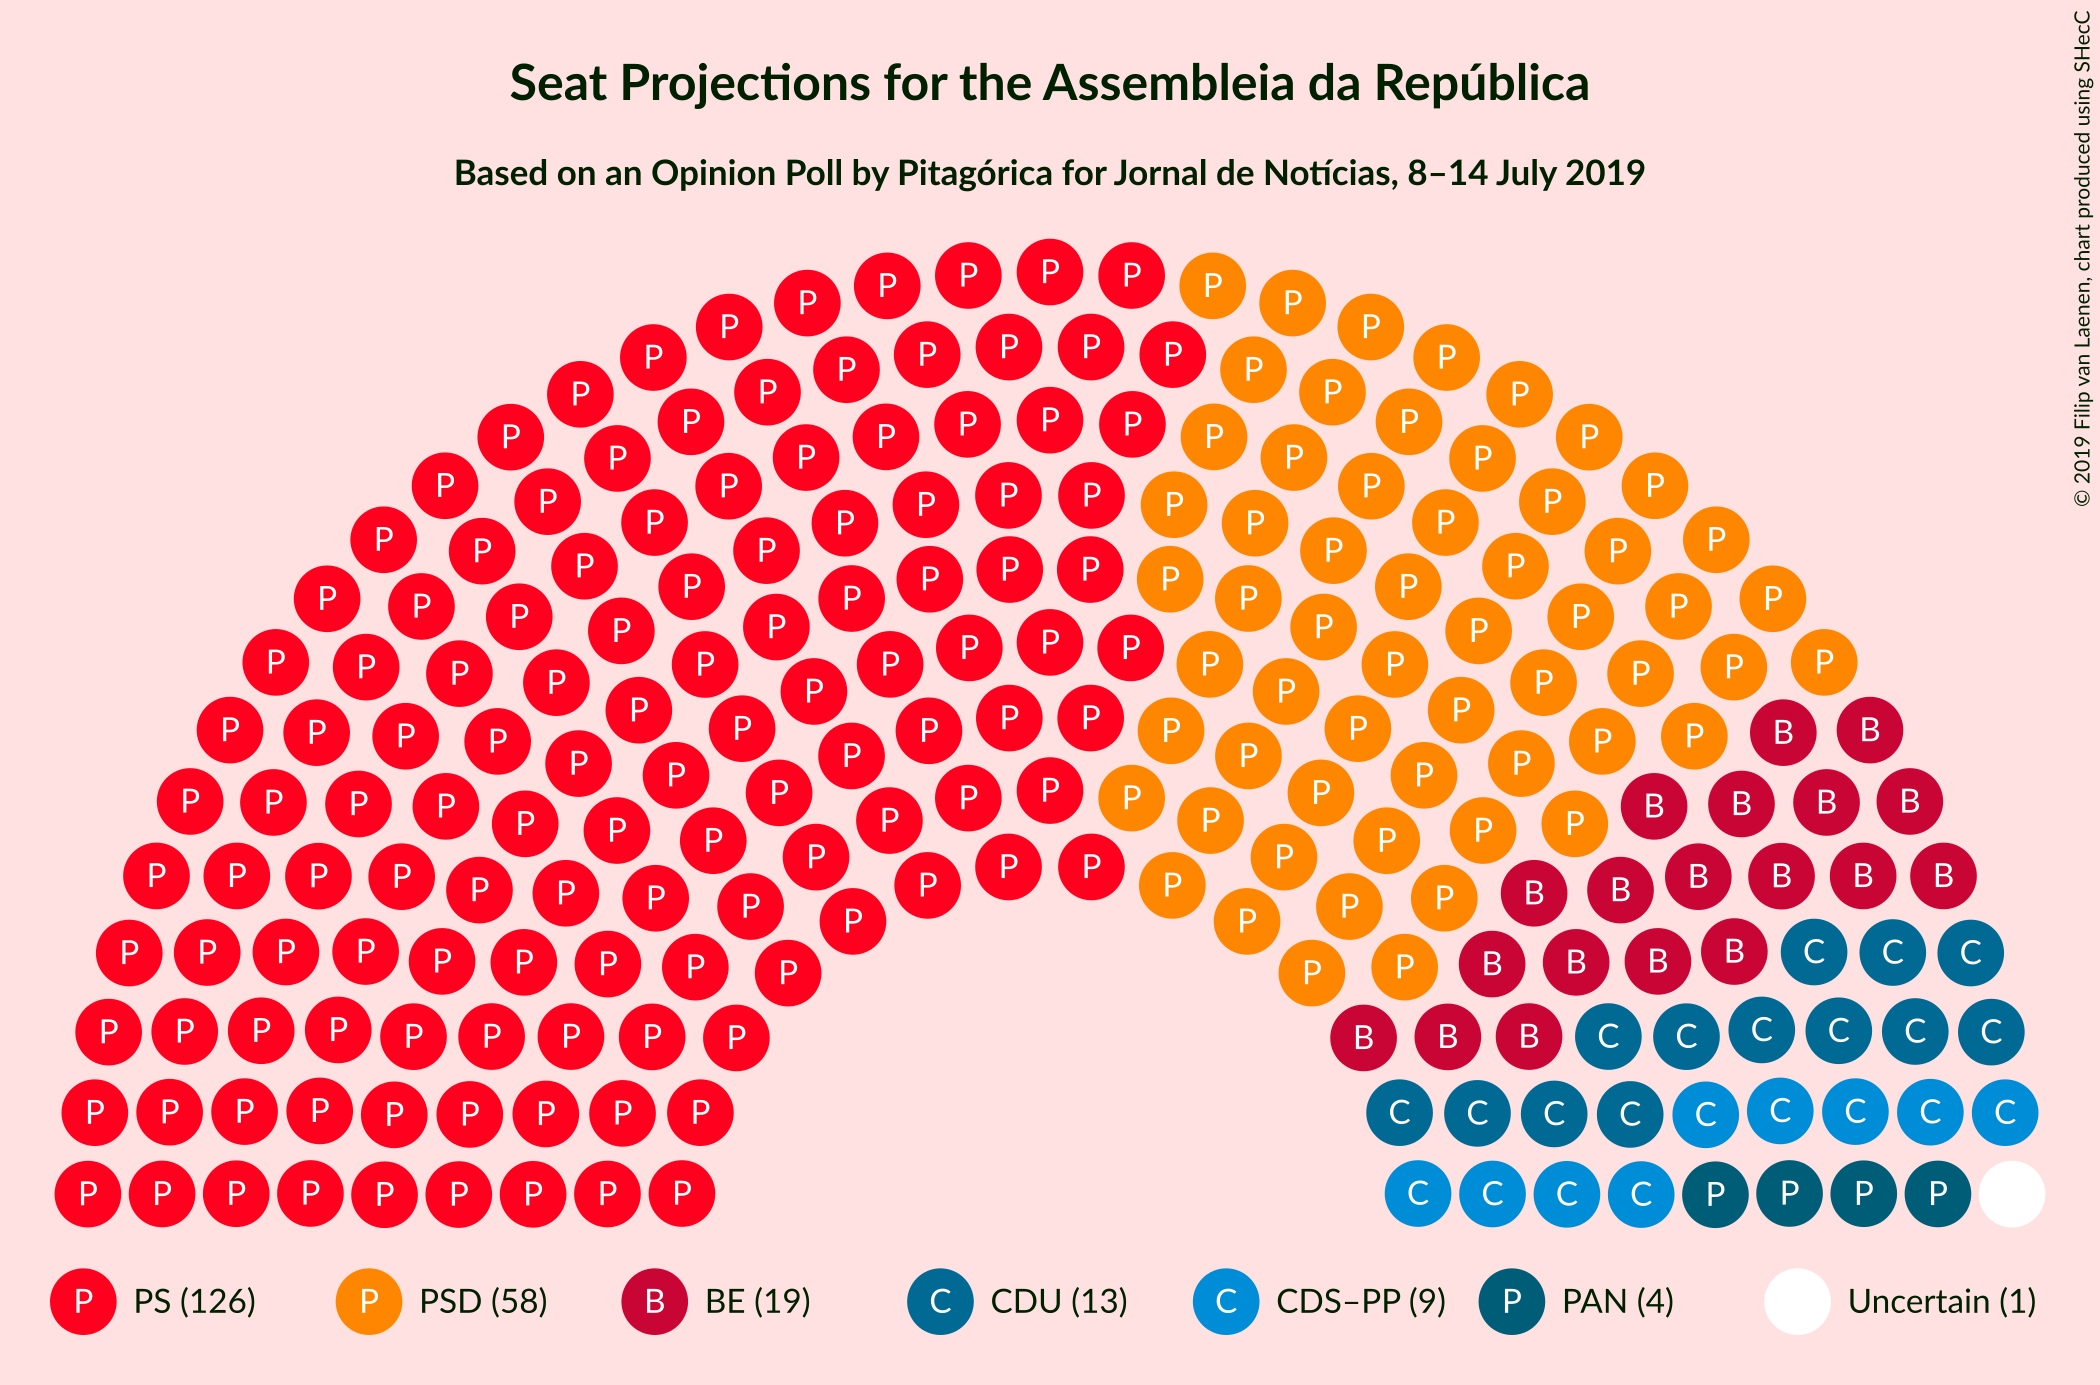 Seat Projections for the Assembleia da República
Based on an Opinion Poll by Pitagórica for Jornal de Notícias, 8–14 July 2019
© 2019 Filip van Laenen, chart produced using SHecC
P PS (126) P PSD (58) B BE (19) C CDU (13) C CDS–PP (9) P PAN (4) Uncertain (1)